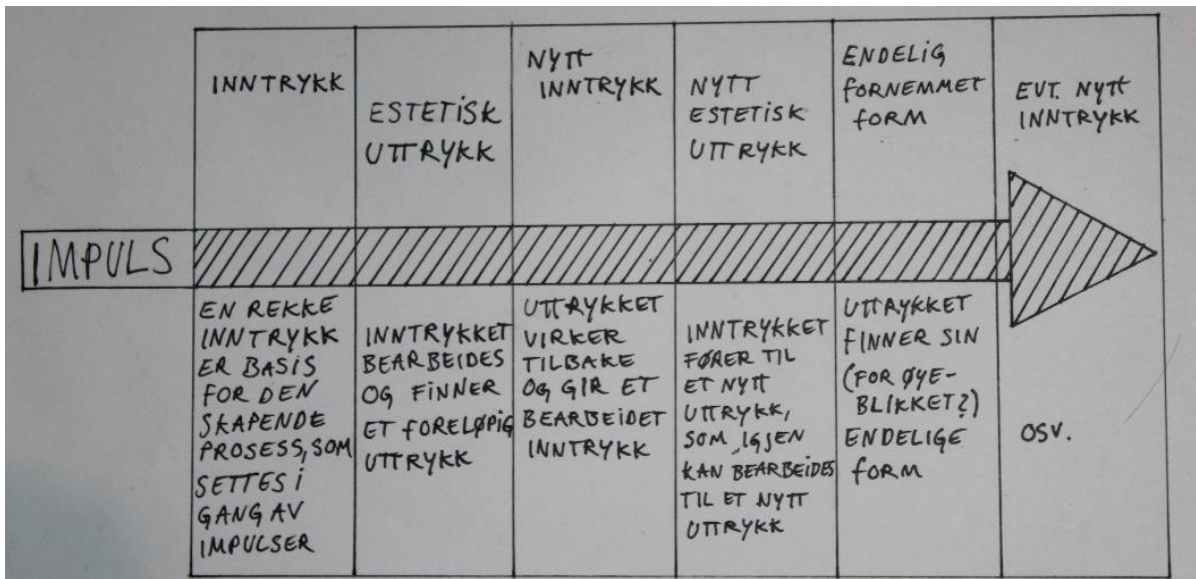 INNTRYKK
ESTETISK
UTTRYKK
NYTT
INNTRYKK
NYTT
ESTETISK
UTTRYKK
ENDELIG
FORNEMMET
FORM
EVT. NYTT
INNTRYKK
IMPULS
EN REKKE
INNTRYKK
ER BASIS
FOR DEN
SKAPENDE
PROSESS, SOM
SETTES I
GANG AV
IMPULSER
INNTRYKKET
BEARBEIDES
OG FINNER
ET FORELØPIG
UTTRYKK
UTTRYKKET
VIRKER
TILBAKE
OG GIR ET
BEARBEIDET
INNTRYKK
INNTRYKKET
FØRER TIL
ET NYTT
UTTRYKK,
SOM IGJEN
KAN BEARBEIDES
TIL ET NYTT
UTTRYKK
UTTRYKKET
FINNER SIN
(FOR ØYE-
BLIKKET?)
ENDELIGE
FORM
OSV.